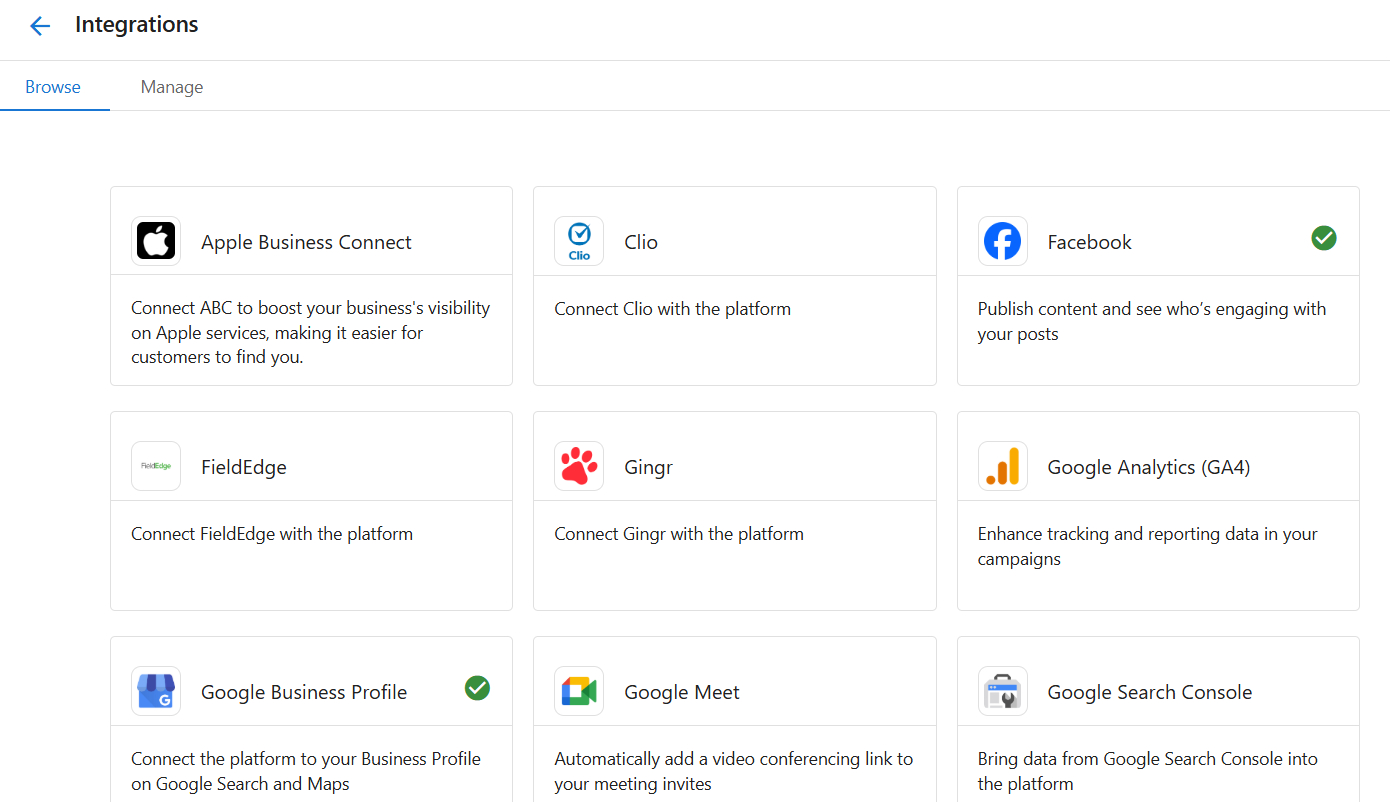 Integrations
Browse
Manage
Apple Business Connect
Connect ABC to boost your business's visibility
on Apple services, making it easier for
customers to find you.
Clio
Clio
Connect Clio with the platform
Facebook
Publish content and see who’s engaging with
your posts
FieldEdge
FieldEdge
Connect FieldEdge with the platform
Gingr
Connect Gingr with the platform
Google Analytics (GA4)
Enhance tracking and reporting data in your
campaigns
G
Google Business Profile
Connect the platform to your Business Profile
on Google Search and Maps
Google Meet
Automatically add a video conferencing link to
your meeting invites
Google Search Console
Bring data from Google Search Console into
the platform